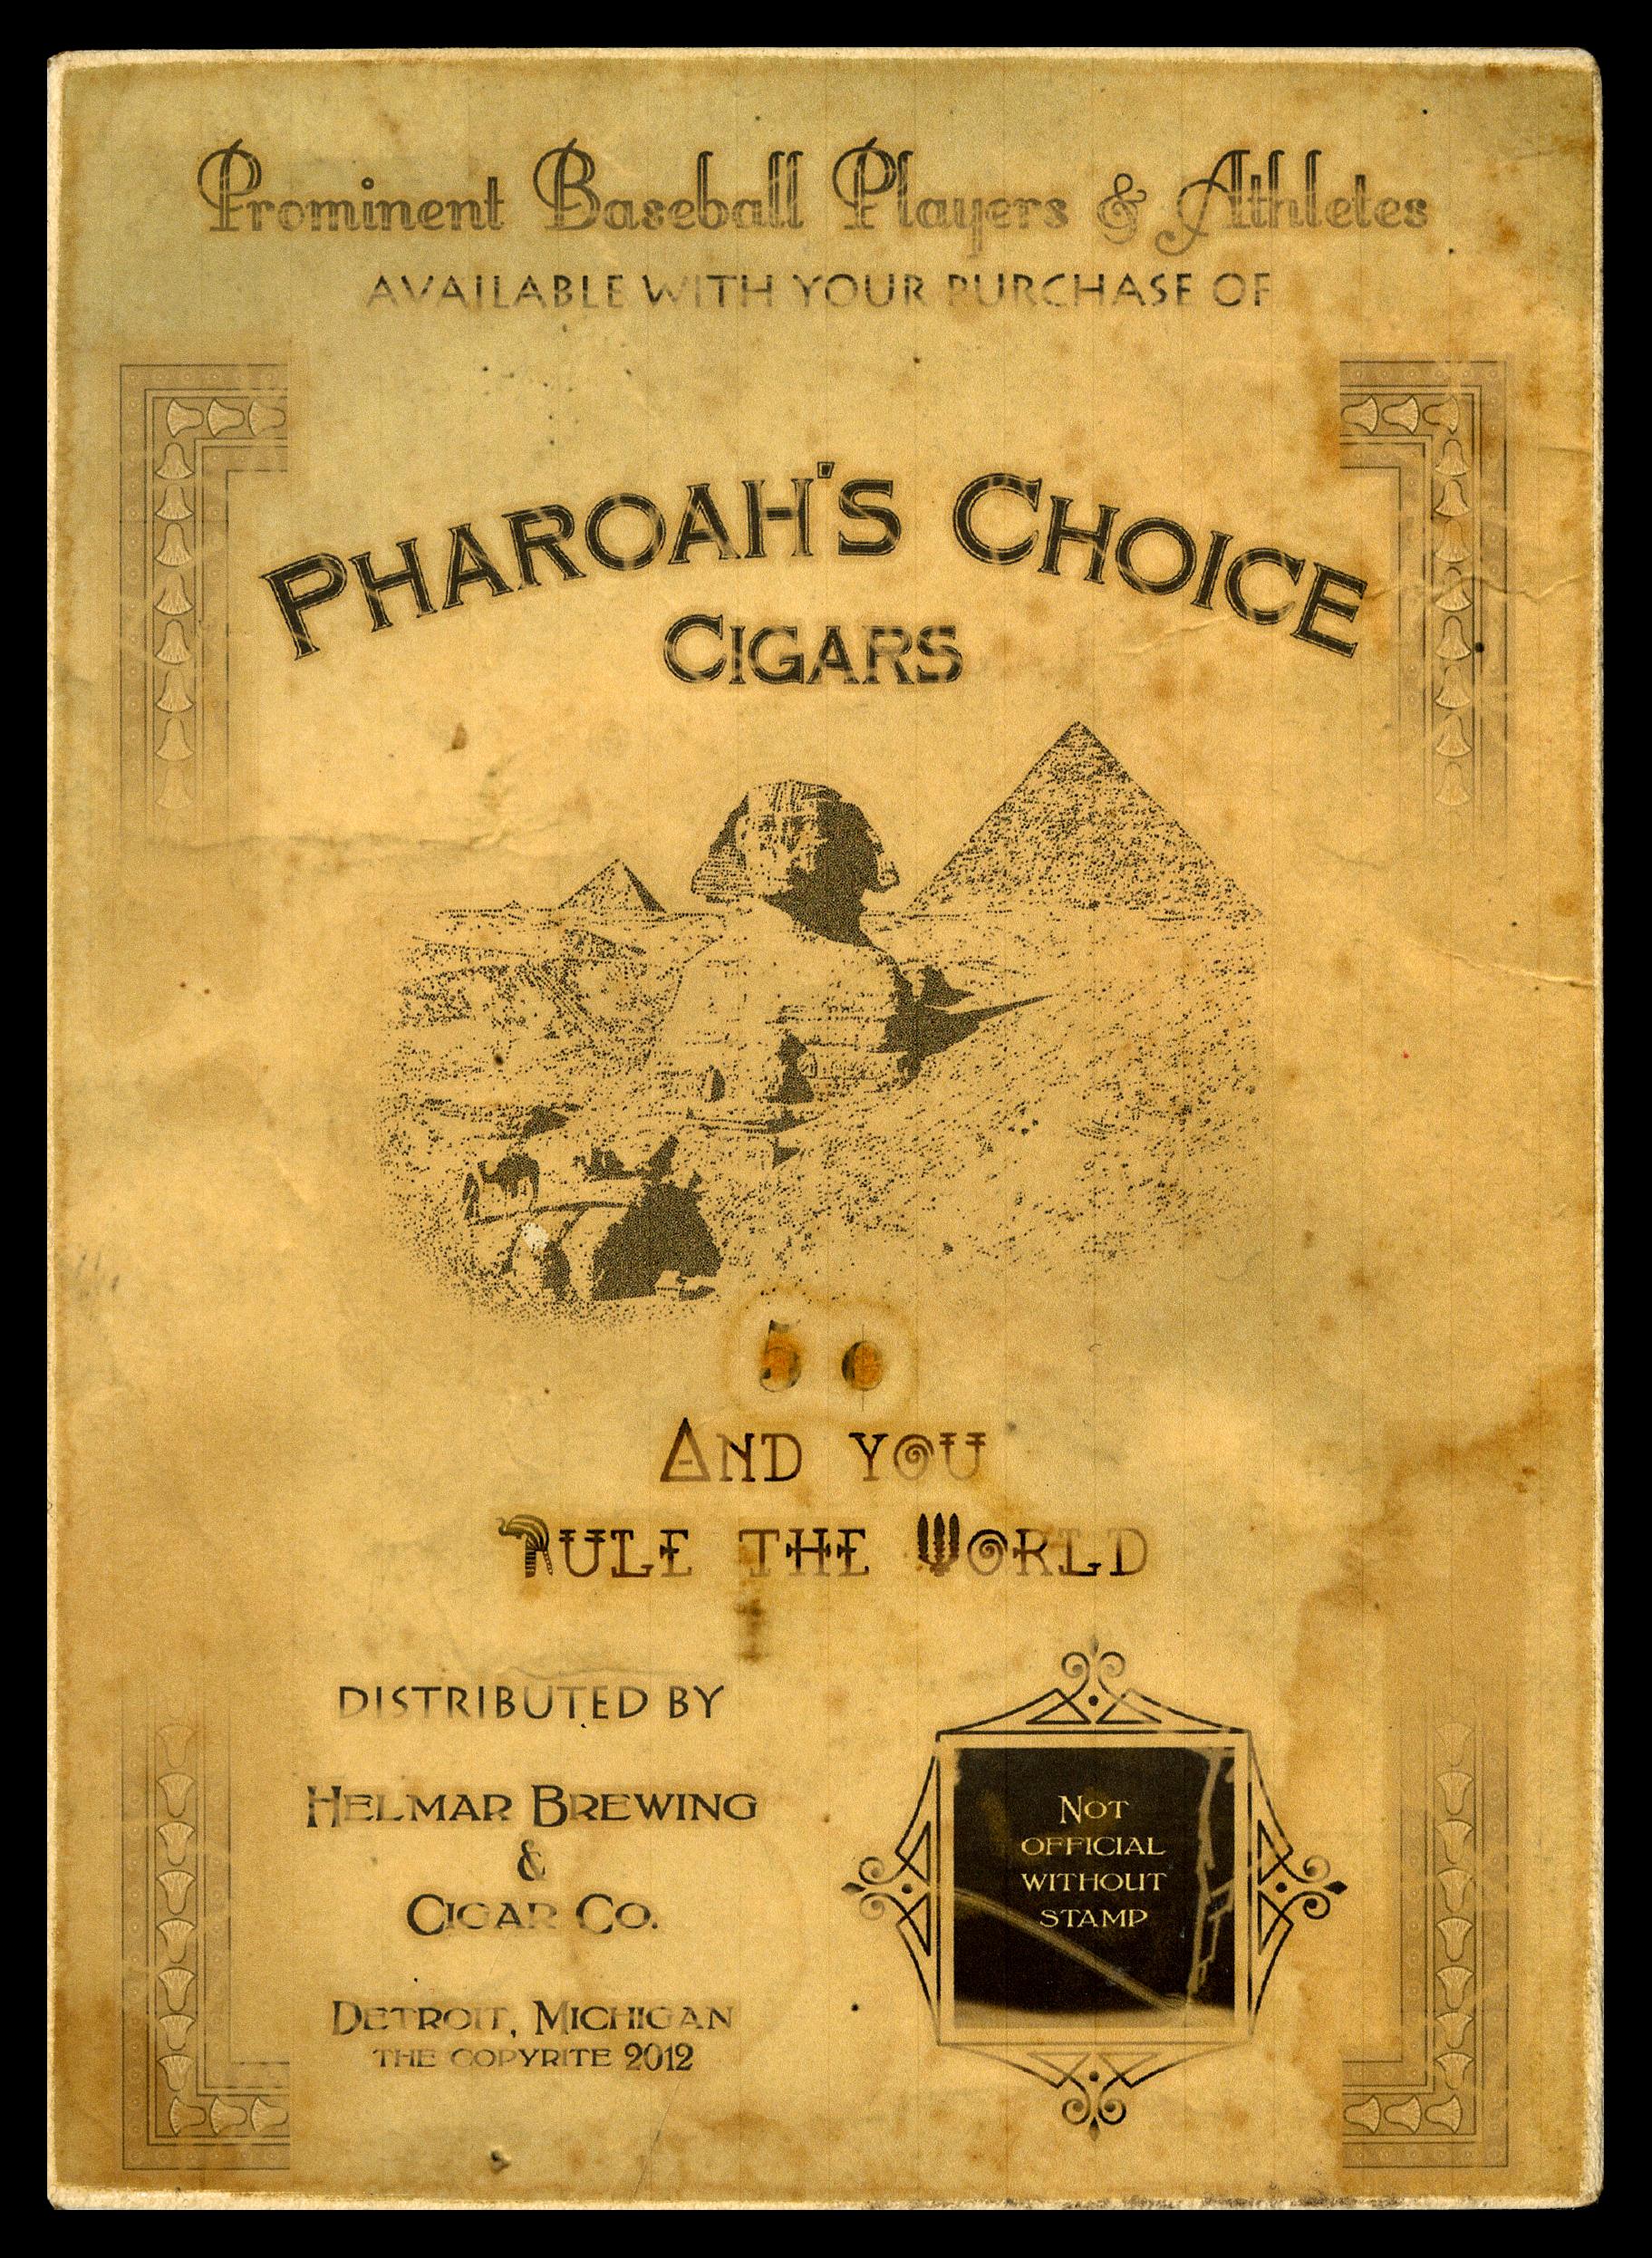 Prominent Baseball Players & Athletes
AVAILABLE WITH YOUR PURCHASE OF
PHAROAH'S CHOICE
CIGARS
5 ¢
AND YOU
RULE THE WORLD
DISTRIBUTED BY
HELMAR BREWING
&
CIGAR CO.
DETROIT, MICHIGAN
THE COPYRITE 2012
NOT
OFFICIAL
WITHOUT
STAMP